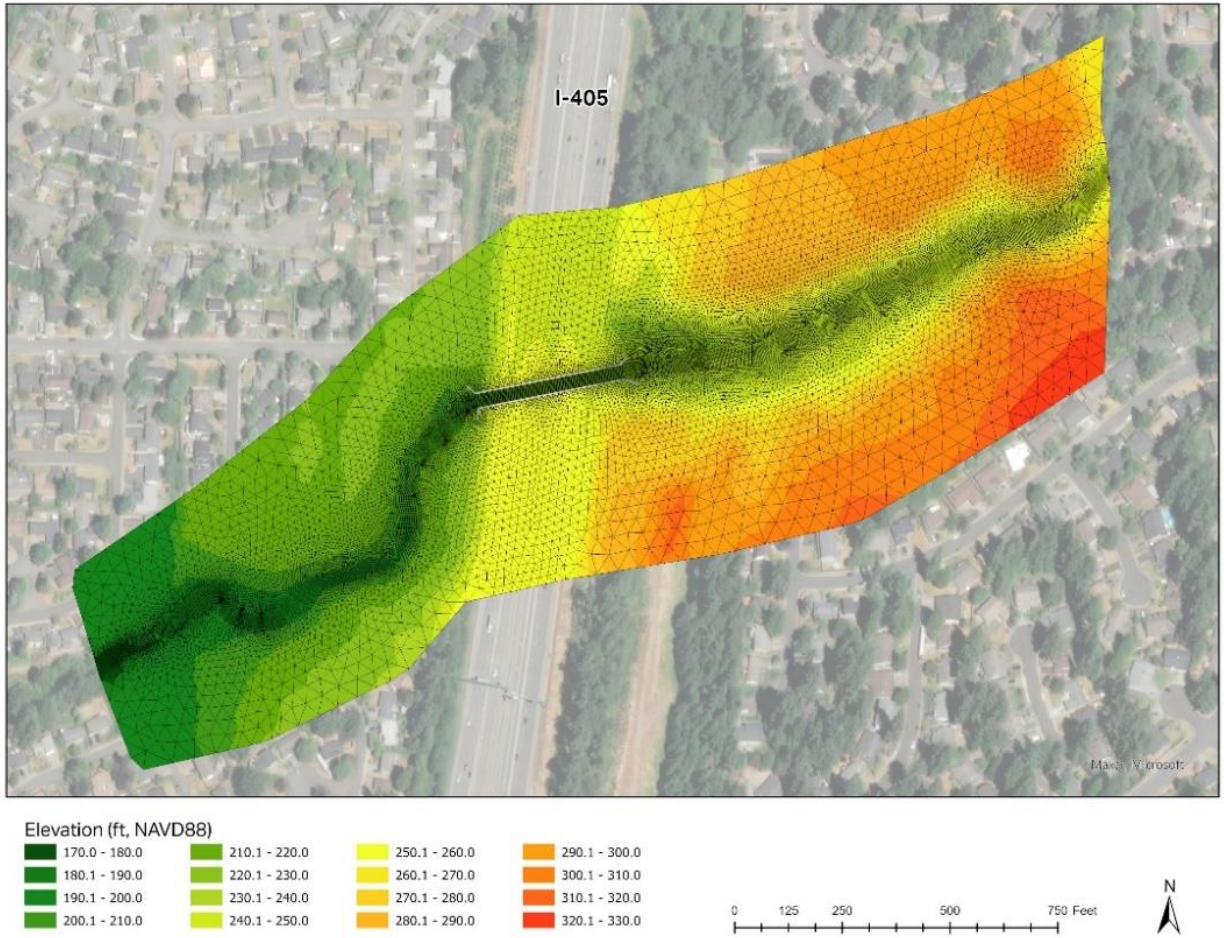 I-405
Maxar, Microsoft
Elevation (ft, NAVD88)
170.0 - 180.0
180.1 - 190.0
190.1 - 200.0
200.1 - 210.0
210.1 - 220.0
220.1 - 230.0
230.1 - 240.0
240.1 - 250.0
250.1 - 260.0
260.1 - 270.0
270.1 - 280.0
280.1 - 290.0
290.1 - 300.0
300.1 - 310.0
310.1 - 320.0
320.1 - 330.0
0 125 250 500 750 Feet
N